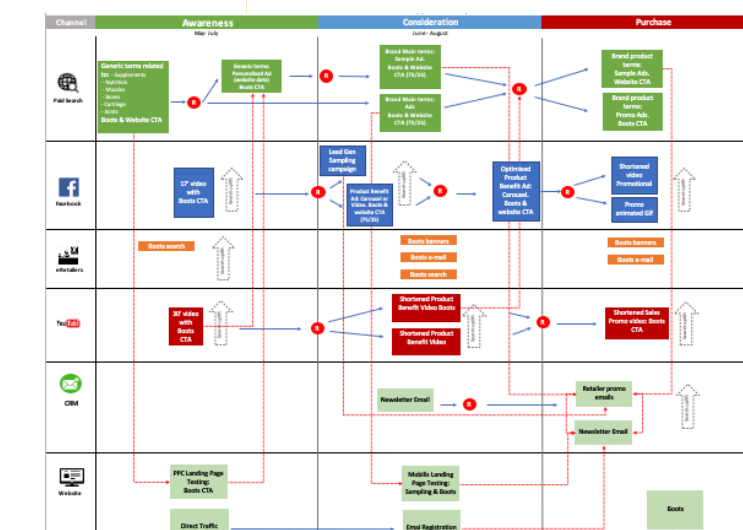 Channel
Awareness
Consideration
Purchase
May- July
June- August
Paid Search
Generic terms related
to: - Supplements
- Nutrition
- Muscles
- Bones
- Cartilege
- Joints
Boots & Website CTA
R
Generic terms:
Personalised Ad
(website data)
Boots CTA
R
Brand Main terms:
Sample Ad.
Boots & Website
CTA (75/25)
Brand Main terms:
Ads
Boots & Website
CTA (75/25)
R
Brand product
terms:
Sample Ads.
Website CTA
Brand product
terms:
Promo Ads.
Boots CTA
Facebook
17' video
with
Boots CTA
R
Lead Gen
Sampling
campaign
Product Benefit
Ad: Carousel or
Video. Boots &
website CTA
(75/25)
R
Optimised
Product
Benefit Ad:
Carousel.
Boots &
website CTA
R
Shortened
video
Promotional
Promo
animated Gif
eRetailers
Boots search
Boots banners
Boots e-mail
Boots search
Boots banners
Boots e-mail
YouTube
30' video
with
Boots
CTA
R
Shortened Product
Benefit Video Boots
Shortened Product
Benefit Video
R
Shortened Sales
Promo video: Boots
CTA
CRM
Newsletter Email
R
Retailer promo
emails
Newsletter Email
Website
PPC Landing Page
Testing:
Boots CTA
Mobilix Landing
Page Testing:
Sampling & Boots
Boots
Direct Traffic
Email Registration